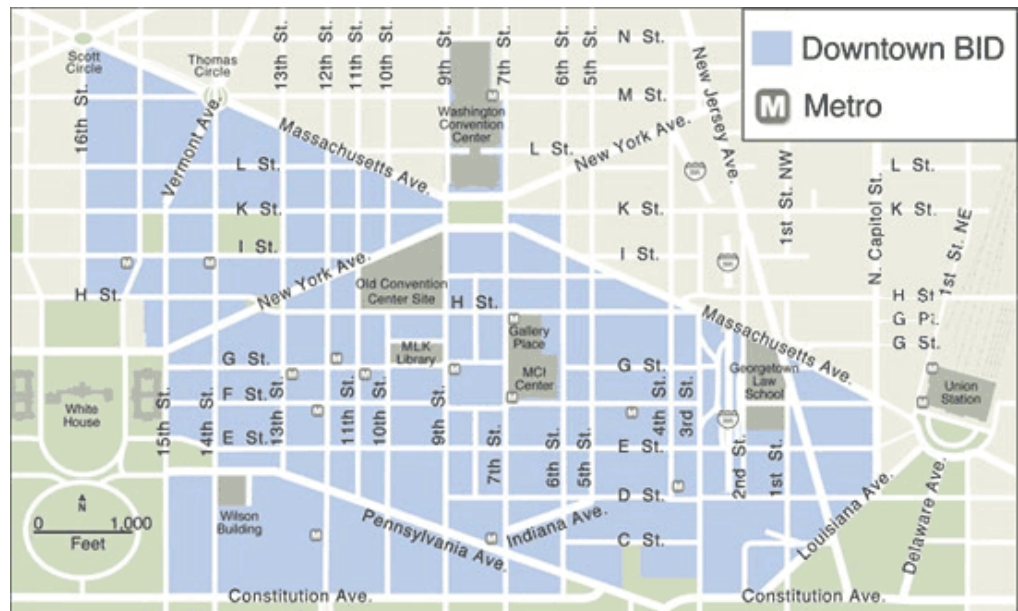 Downtown BID
M Metro
Scott
Circle
Thomas
Circle
16th St.
Vermont Ave.
13th St.
12th St.
11th St.
10th St.
9th St.
7th St.
6th St.
5th St.
N St.
M St.
M
New Jersey Ave.
Washington
Convention
Center
Massachusetts Ave.
New York Ave.
L St.
L St.
L St.
K St.
K St.
K St.
1st St. NW
N. Capitol St.
1st St. NE
I St.
I St.
M
M
New York Ave.
Old Convention
Center Site
H St.
H St.
H St
G Pl.
G St.
M
Gallery
Place
Massachusetts Ave.
MLK
Library
G St.
M
M
M
M
MCI
Center
G St.
Georgetown
Law
School
M
Union
Station
M
White
House
15th St.
14th St.
F St.
13th St.
M
11th St.
10th St.
9th St.
M
M
4th St.
3rd St.
E St.
7th St.
6th St.
5th St.
E St.
2nd St.
1st St.
M
D St.
N
0 1,000
Feet
Wilson
Building
M
Pennsylvania Ave.
M
Indiana Ave.
C St.
Louisiana Ave.
Delaware Ave.
Constitution Ave.
Constitution Ave.